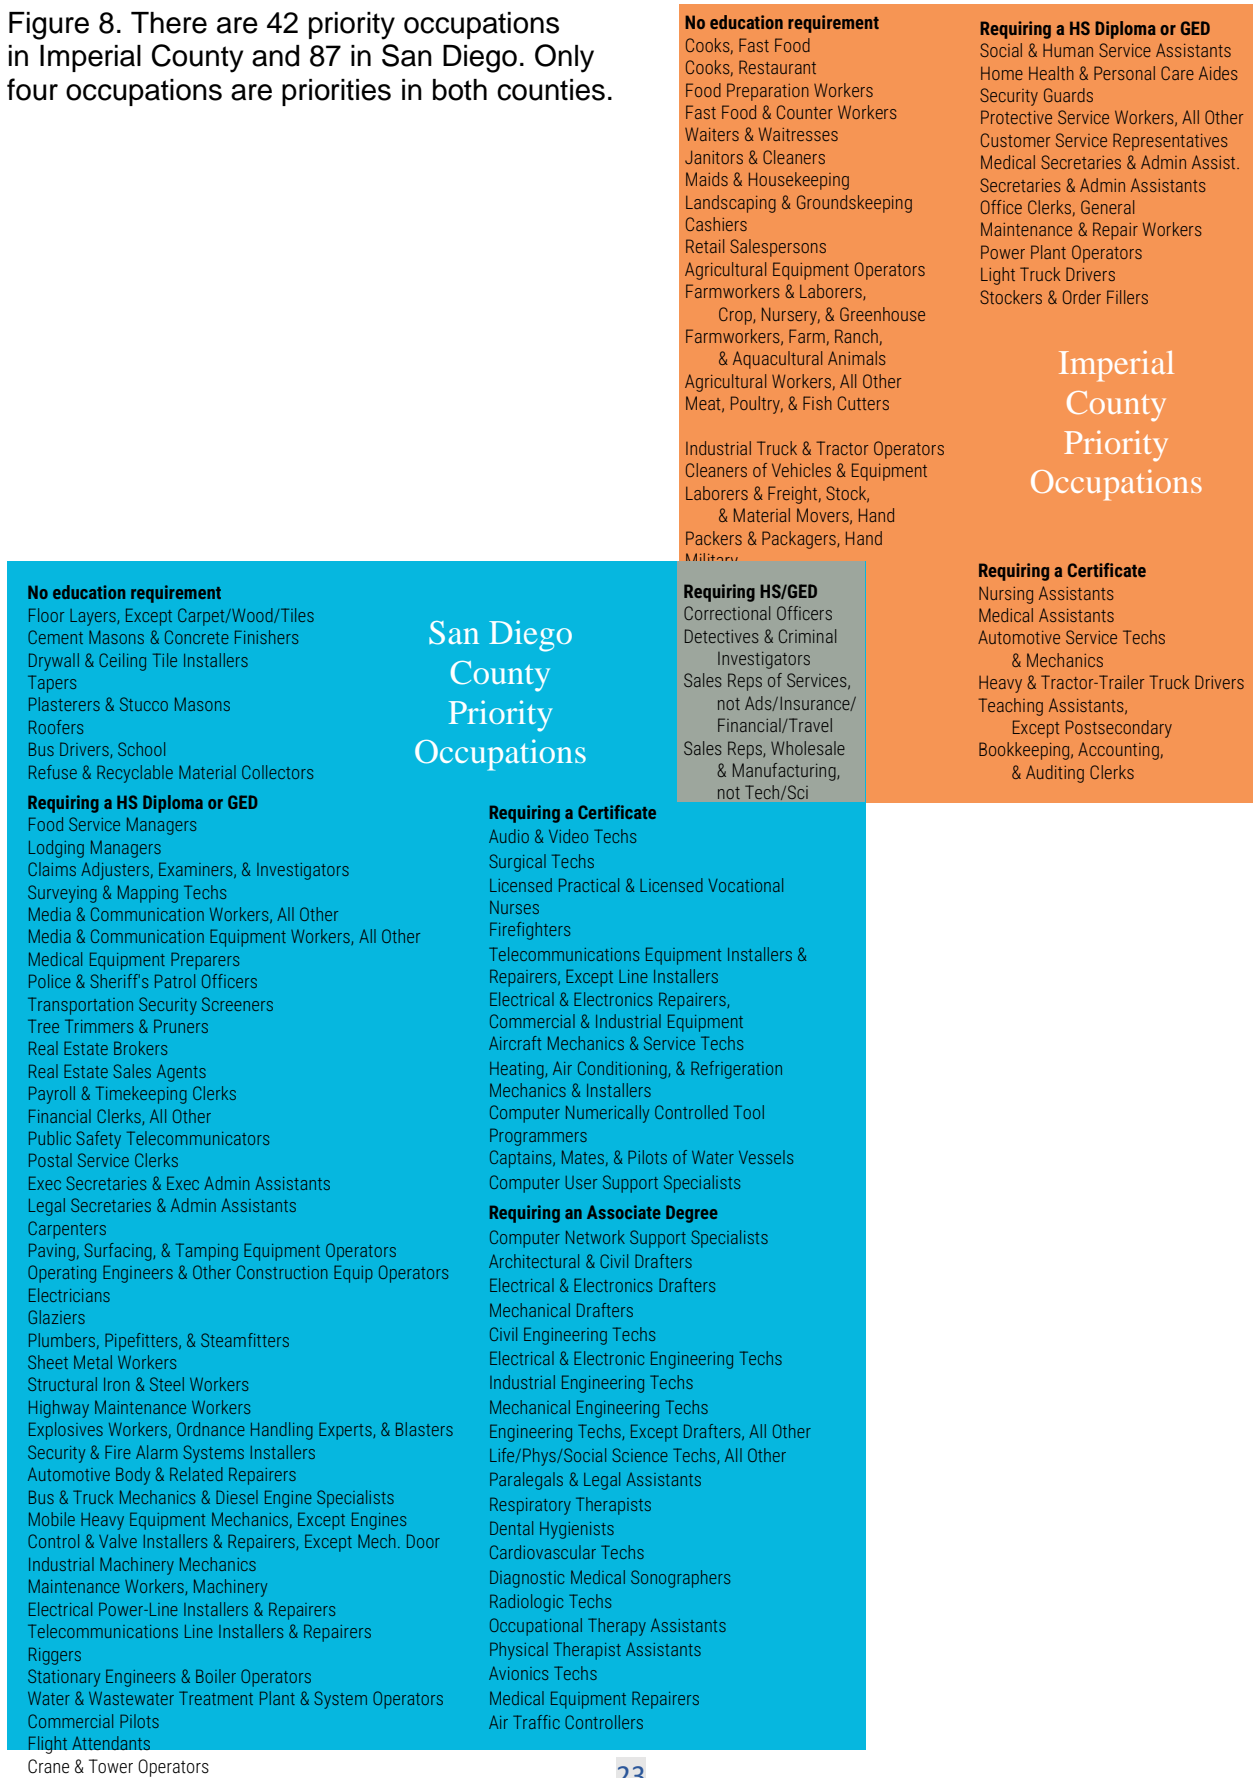 Figure 8. There are 42 priority occupations
in Imperial County and 87 in San Diego. Only
four occupations are priorities in both counties.
No education requirement
Cooks, Fast Food
Cooks, Restaurant
Food Preparation Workers
Fast Food & Counter Workers
Waiters & Waitresses
Janitors & Cleaners
Maids & Housekeeping
Landscaping & Groundskeeping
Cashiers
Retail Salespersons
Agricultural Equipment Operators
Farmworkers & Laborers,
Crop, Nursery, & Greenhouse
Farmworkers, Farm, Ranch,
& Aquacultural Animals
Agricultural Workers, All Other
Meat, Poultry, & Fish Cutters
Industrial Truck & Tractor Operators
Cleaners of Vehicles & Equipment
Laborers & Freight, Stock,
& Material Movers, Hand
Packers & Packagers, Hand
Military
Requiring a HS Diploma or GED
Social & Human Service Assistants
Home Health & Personal Care Aides
Security Guards
Protective Service Workers, All Other
Customer Service Representatives
Medical Secretaries & Admin Assist.
Secretaries & Admin Assistants
Office Clerks, General
Maintenance & Repair Workers
Power Plant Operators
Light Truck Drivers
Stockers & Order Fillers
Imperial
County
Priority
Occupations
Requiring a Certificate
Nursing Assistants
Medical Assistants
Automotive Service Techs
& Mechanics
Heavy & Tractor-Trailer Truck Drivers
Teaching Assistants,
Except Postsecondary
Bookkeeping, Accounting,
& Auditing Clerks
Requiring HS/GED
Correctional Officers
Detectives & Criminal
Investigators
Sales Reps of Services,
not Ads/Insurance/
Financial/Travel
Sales Reps, Wholesale
& Manufacturing,
not Tech/Sci
San Diego
County
Priority
Occupations
No education requirement
Floor Layers, Except Carpet/Wood/Tiles
Cement Masons & Concrete Finishers
Drywall & Ceiling Tile Installers
Tapers
Plasterers & Stucco Masons
Roofers
Bus Drivers, School
Refuse & Recyclable Material Collectors
Requiring a HS Diploma or GED
Food Service Managers
Lodging Managers
Claims Adjusters, Examiners, & Investigators
Surveying & Mapping Techs
Media & Communication Workers, All Other
Media & Communication Equipment Workers, All Other
Medical Equipment Preparers
Police & Sheriff's Patrol Officers
Transportation Security Screeners
Tree Trimmers & Pruners
Real Estate Brokers
Real Estate Sales Agents
Payroll & Timekeeping Clerks
Financial Clerks, All Other
Public Safety Telecommunicators
Postal Service Clerks
Exec Secretaries & Exec Admin Assistants
Legal Secretaries & Admin Assistants
Carpenters
Paving, Surfacing, & Tamping Equipment Operators
Operating Engineers & Other Construction Equip Operators
Electricians
Glaziers
Plumbers, Pipefitters, & Steamfitters
Sheet Metal Workers
Structural Iron & Steel Workers
Highway Maintenance Workers
Explosives Workers, Ordnance Handling Experts, & Blasters
Security & Fire Alarm Systems Installers
Automotive Body & Related Repairers
Bus & Truck Mechanics & Diesel Engine Specialists
Mobile Heavy Equipment Mechanics, Except Engines
Control & Valve Installers & Repairers, Except Mech. Door
Industrial Machinery Mechanics
Maintenance Workers, Machinery
Electrical Power-Line Installers & Repairers
Telecommunications Line Installers & Repairers
Riggers
Stationary Engineers & Boiler Operators
Water & Wastewater Treatment Plant & System Operators
Commercial Pilots
Flight Attendants
Crane & Tower Operators
Requiring a Certificate
Audio & Video Techs
Surgical Techs
Licensed Practical & Licensed Vocational
Nurses
Firefighters
Telecommunications Equipment Installers &
Repairers, Except Line Installers
Electrical & Electronics Repairers,
Commercial & Industrial Equipment
Aircraft Mechanics & Service Techs
Heating, Air Conditioning, & Refrigeration
Mechanics & Installers
Computer Numerically Controlled Tool
Programmers
Captains, Mates, & Pilots of Water Vessels
Computer User Support Specialists
Requiring an Associate Degree
Computer Network Support Specialists
Architectural & Civil Drafters
Electrical & Electronics Drafters
Mechanical Drafters
Civil Engineering Techs
Electrical & Electronic Engineering Techs
Industrial Engineering Techs
Mechanical Engineering Techs
Engineering Techs, Except Drafters, All Other
Life/Phys/Social Science Techs, All Other
Paralegals & Legal Assistants
Respiratory Therapists
Dental Hygienists
Cardiovascular Techs
Diagnostic Medical Sonographers
Radiologic Techs
Occupational Therapy Assistants
Physical Therapist Assistants
Avionics Techs
Medical Equipment Repairers
Air Traffic Controllers
23